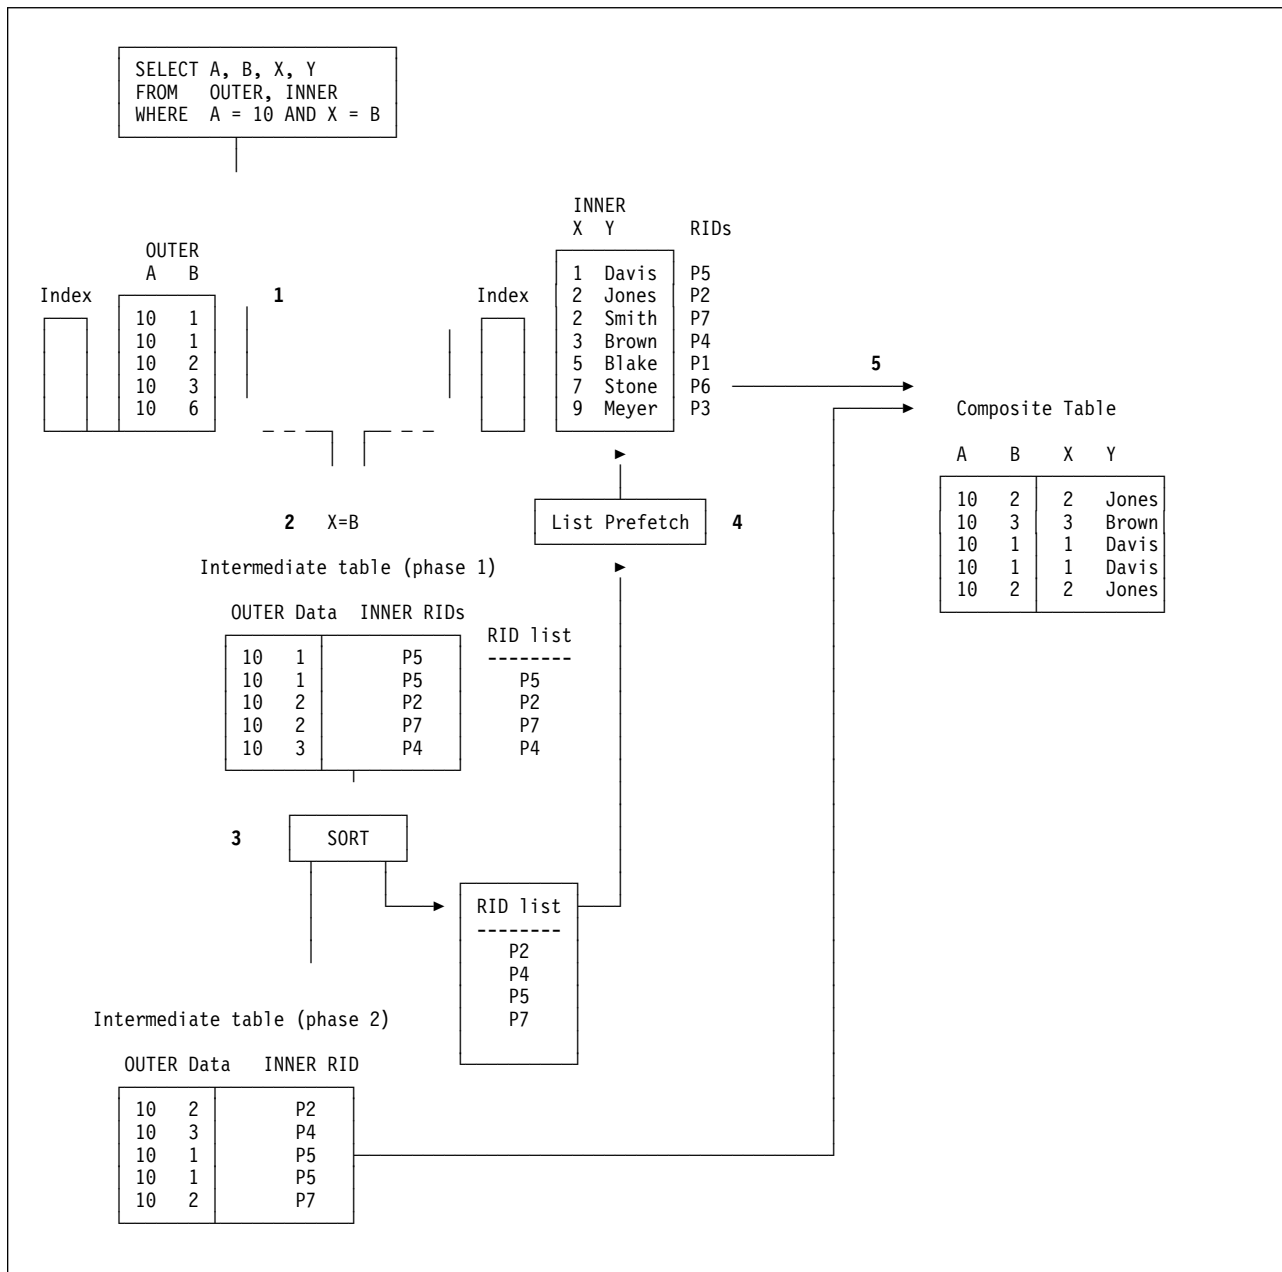 SELECT A, B, X, Y
FROM OUTER, INNER
WHERE A = 10 AND X = B
OUTER
A B
Index
1
10 1
10 1
10 2
10 3
10 6
INNER
X Y RIDs
Index
1 Davis P5
2 Jones P2
2 Smith P7
3 Brown P4
5 Blake P1
7 Stone P6
9 Meyer P3
5
Composite Table
A B X Y
10 2 2 Jones
10 3 3 Brown
10 1 1 Davis
10 1 1 Davis
10 2 2 Jones
2 X=B
List Prefetch 4
Intermediate table (phase 1)
OUTER Data INNER RIDs
10 1 P5
10 1 P5
10 2 P2
10 2 P7
10 3 P4
RID list
--------
P5
P2
P7
P4
3 SORT
RID list
--------
P2
P4
P5
P7
Intermediate table (phase 2)
OUTER Data INNER RID
10 2 P2
10 3 P4
10 1 P5
10 1 P5
10 2 P7